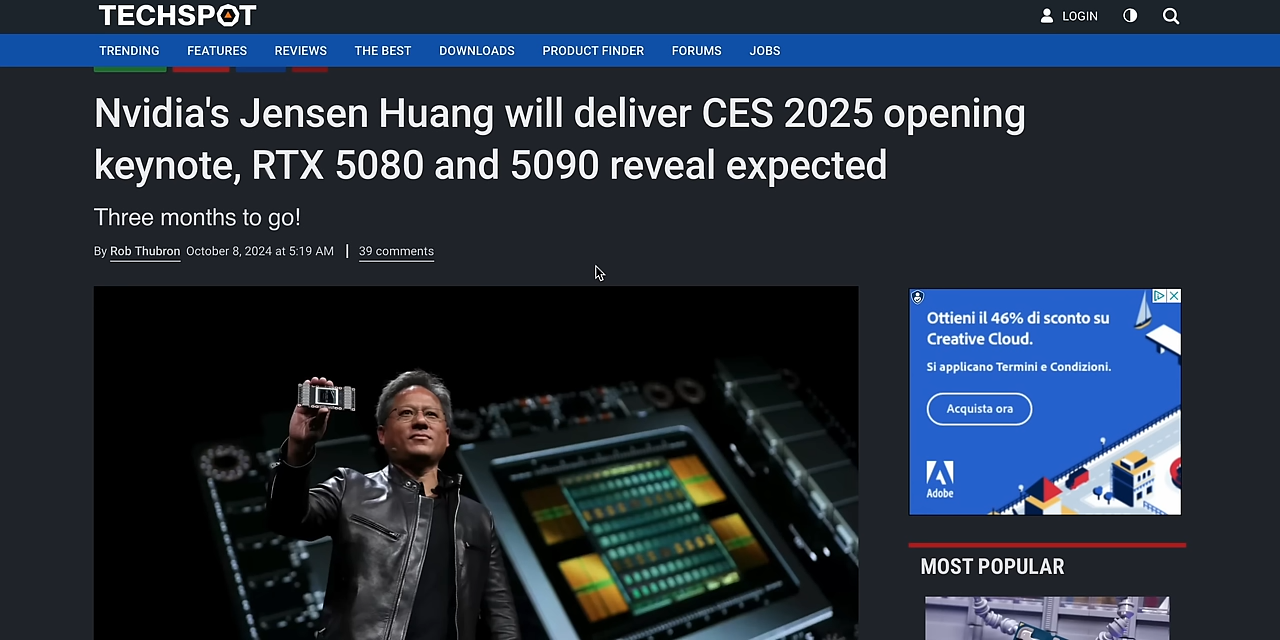 TECHSPOT
LOGIN
TRENDING FEATURES REVIEWS THE BEST DOWNLOADS PRODUCT FINDER FORUMS JOBS
Nvidia's Jensen Huang will deliver CES 2025 opening
keynote, RTX 5080 and 5090 reveal expected
Three months to go!
By Rob Thubron October 8, 2024 at 5:19 AM | 39 comments
Ottieni il 46% di sconto su
Creative Cloud.
Si applicano Termini e Condizioni.
Acquista ora
Adobe
MOST POPULAR